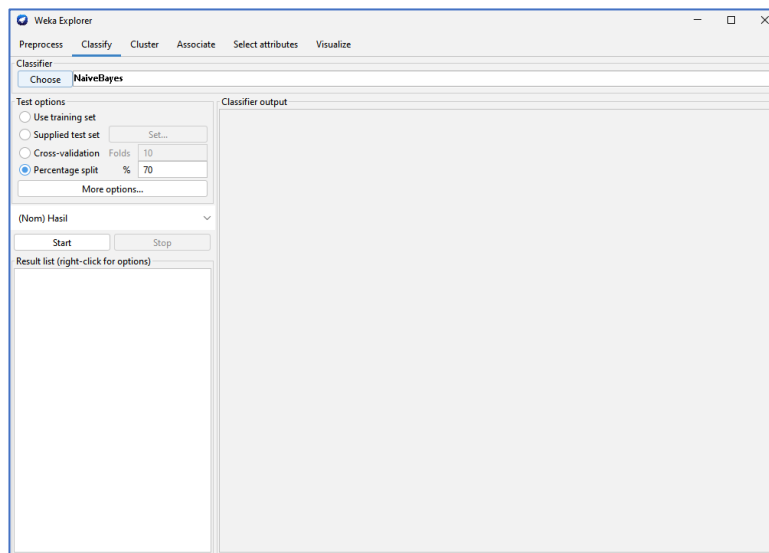 Weka Explorer
Preprocess Classify Cluster Associate Select attributes Visualize
Classifier
Choose NaiveBayes
Test options
Use training set
Supplied test set Set...
Cross-validation Folds 10
Percentage split % 70
More options...
(Nom) Hasil
Start Stop
Result list (right-click for options)
Classifier output